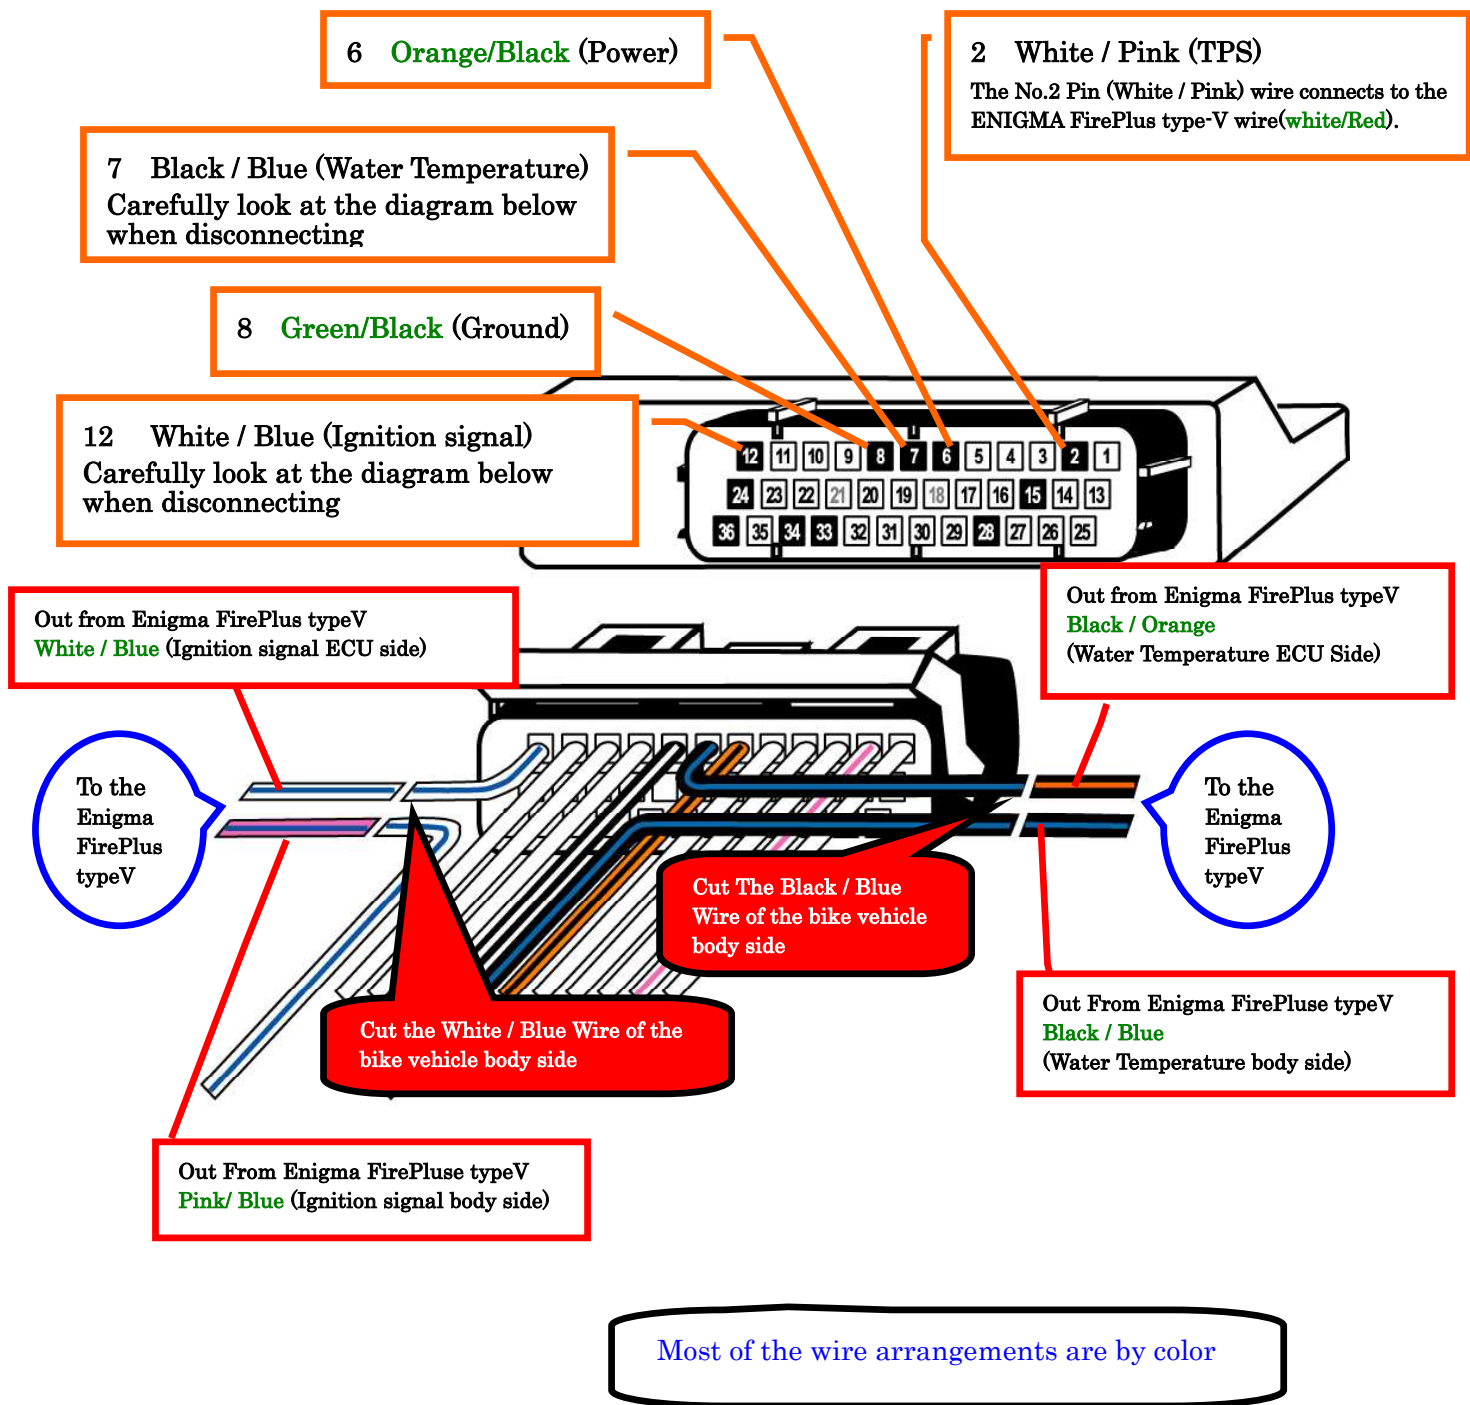 6 Orange/Black (Power)
2 White / Pink (TPS)
The No.2 Pin (White / Pink) wire connects to the
ENIGMA FirePlus type-V wire(white/Red).
7 Black / Blue (Water Temperature)
Carefully look at the diagram below
when disconnecting
8 Green/Black (Ground)
12 White / Blue (Ignition signal)
Carefully look at the diagram below
when disconnecting
12 11 10 9 8 7 6 5 4 3 2 1
24 23 22 21 20 19 18 17 16 15 14 13
36 35 34 33 32 31 30 29 28 27 26 25
Out from Enigma FirePlus typeV
White / Blue (Ignition signal ECU side)
Out from Enigma FirePlus typeV
Black / Orange
(Water Temperature ECU Side)
To the
Enigma
FirePlus
typeV
To the
Enigma
FirePlus
typeV
Cut The Black / Blue
Wire of the bike vehicle
body side
Cut the White / Blue Wire of the
bike vehicle body side
Out From Enigma FirePluse typeV
Black / Blue
(Water Temperature body side)
Out From Enigma FirePluse typeV
Pink/ Blue (Ignition signal body side)
Most of the wire arrangements are by color